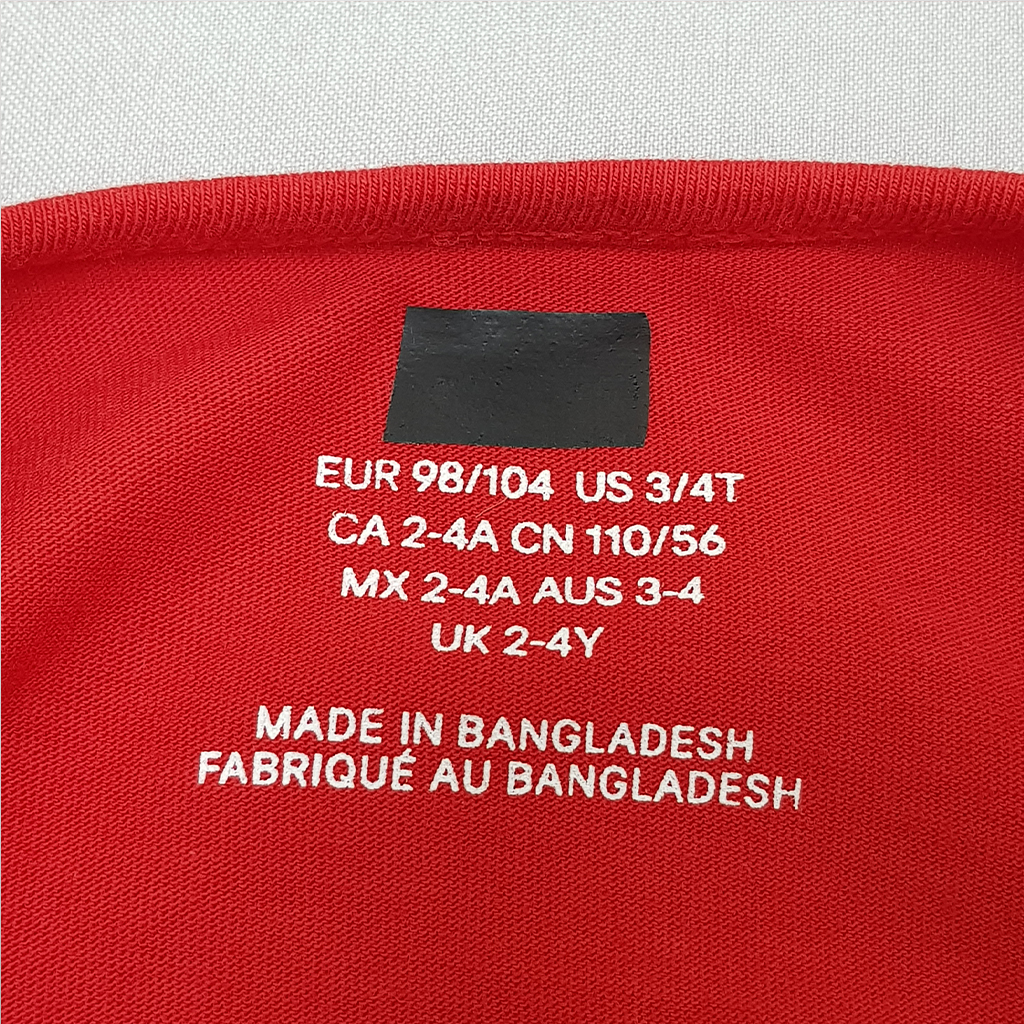 EUR 98/104 US 3/4T
CA 2-4A CN 110/56
MX 2-4A AUS 3-4
UK 2-4Y
MADE IN BANGLADESH
FABRIQUÉ AU BANGLADESH